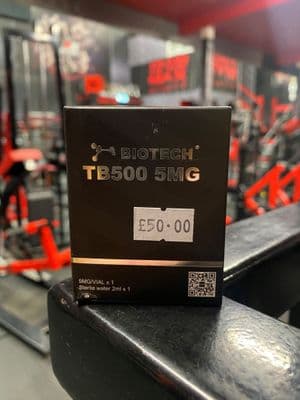 BIOTECH®
TB500 5MG
£50.00
5MG/VIAL x 1
Sterile water 2ml x 1